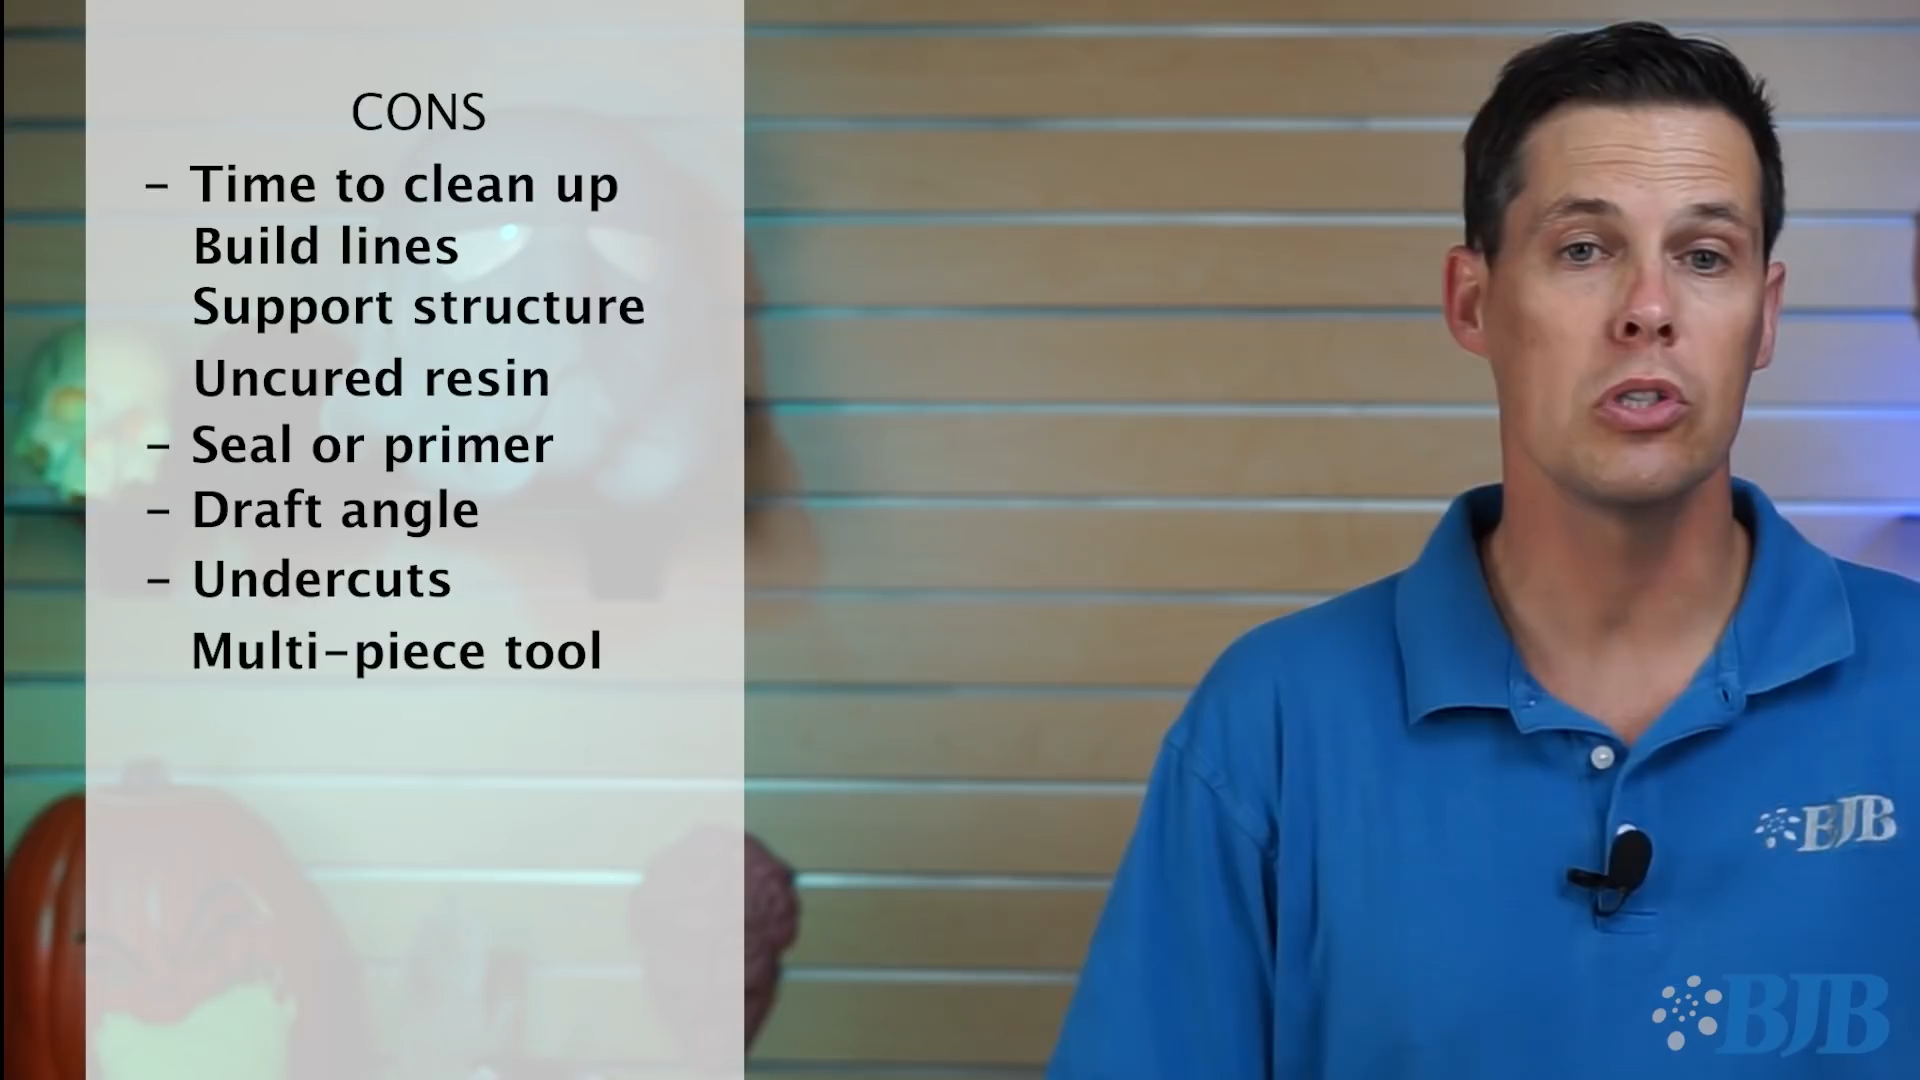 CONS
- Time to clean up
Build lines
Support structure
Uncured resin
- Seal or primer
- Draft angle
- Undercuts
Multi-piece tool
BJB
BJB